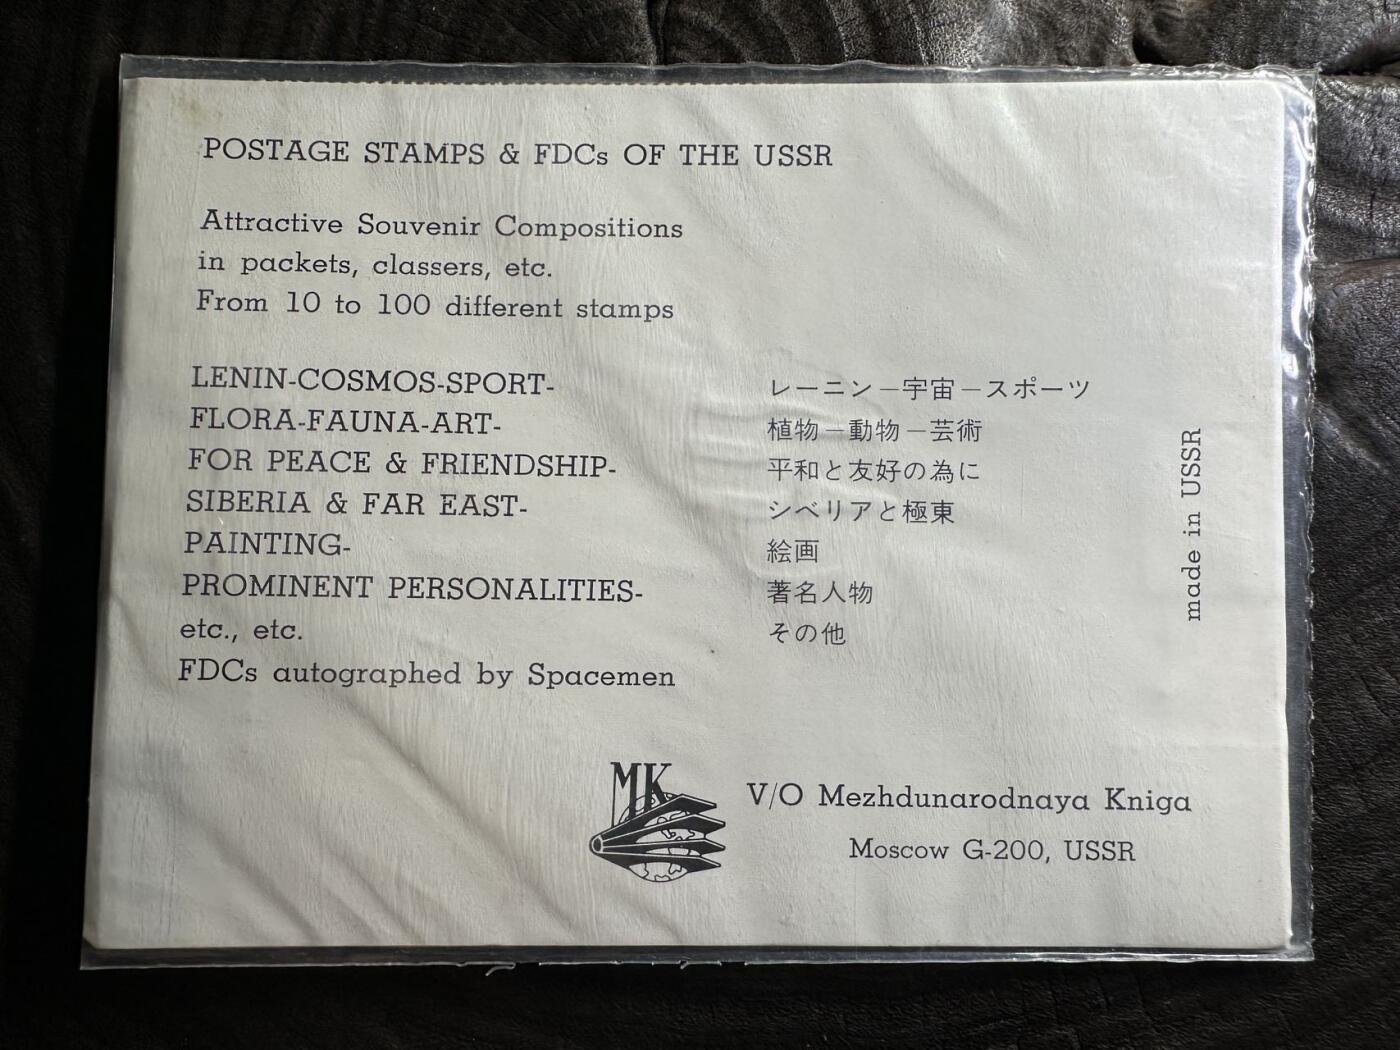 POSTAGE STAMPS & FDCs OF THE USSR
Attractive Souvenir Compositions
in packets, classers, etc.
From 10 to 100 different stamps
LENIN-COSMOS-SPORT-
FLORA-FAUNA-ART-
FOR PEACE & FRIENDSHIP-
SIBERIA & FAR EAST-
PAINTING-
PROMINENT PERSONALITIES-
etc., etc.
FDCs autographed by Spacemen
レーニン－宇宙－スポーツ
植物－動物－芸術
平和と友好の為に
シベリアと極東
絵画
著名人物
その他
made in USSR
MK
V/O Mezhdunarodnaya Kniga
Moscow G-200, USSR